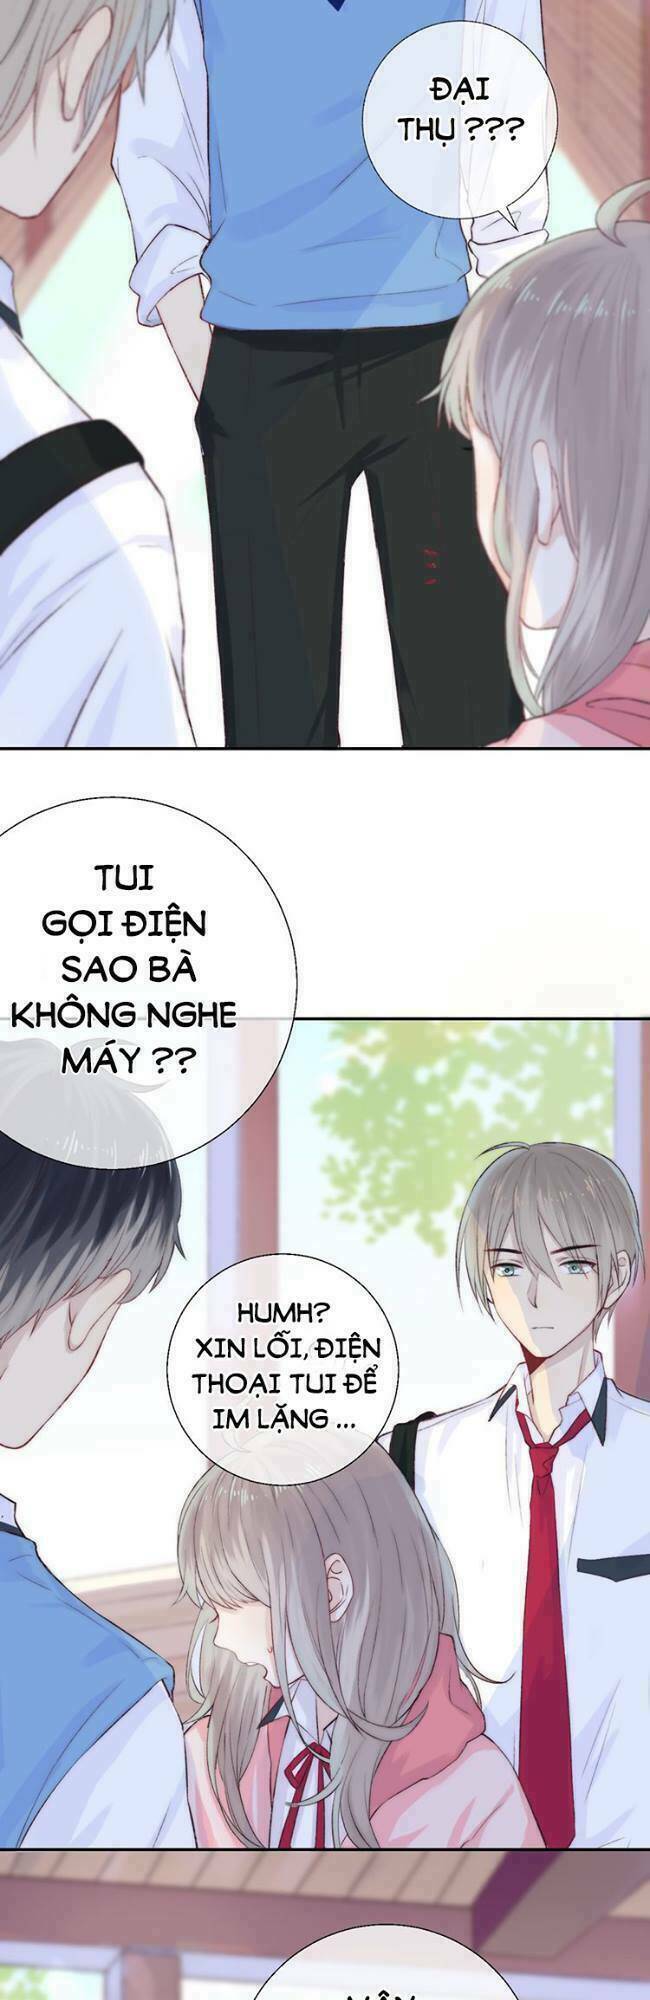 ĐẠI
THỤ ???
TUI
GỌI ĐIỆN
SAO BÀ
KHÔNG NGHE
MÁY ??
HUMH?
XIN LỖI, ĐIỆN
THOẠI TUI ĐỂ
IM LẶNG ...